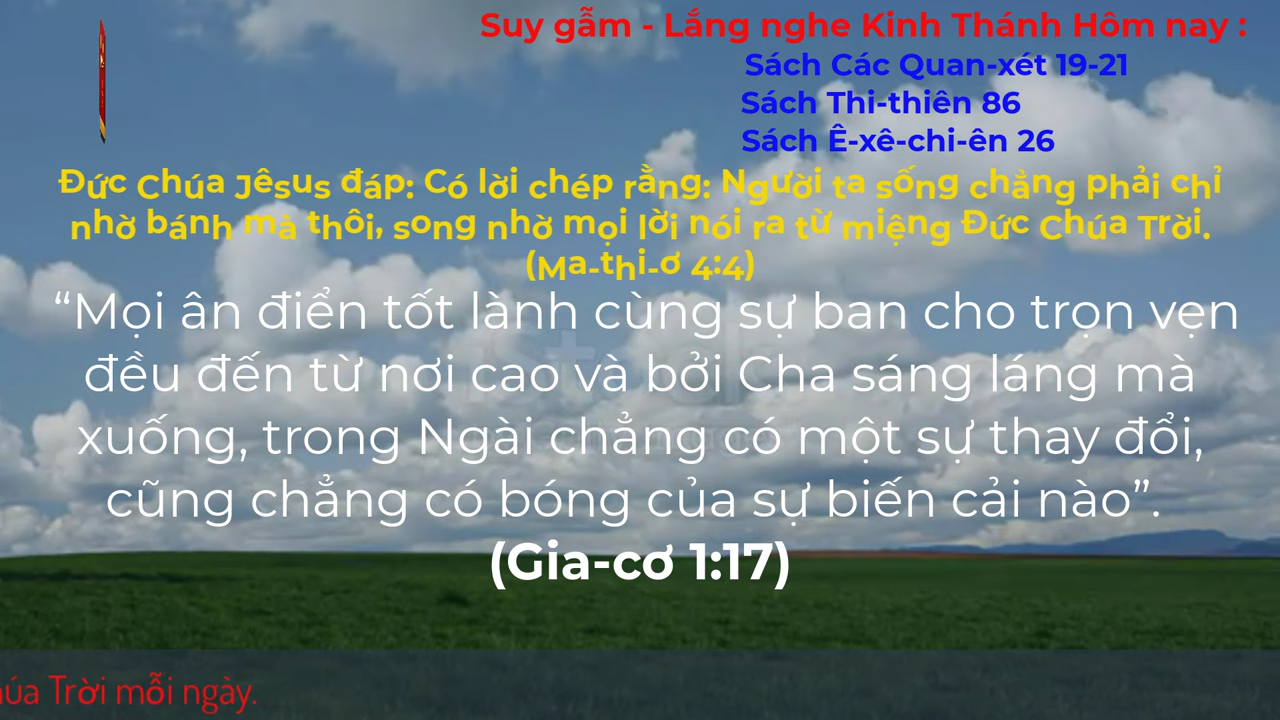 Suy gẫm - Lắng nghe Kinh Thánh Hôm nay :
Sách Các Quan-xét 19-21
Sách Thi-thiên 86
Sách Ê-xê-chi-ên 26
Đức Chúa Jêsus đáp: Có lời chép rằng: Người ta sống chẳng phải chỉ
nhờ bánh mà thôi, song nhờ mọi lời nói ra từ miệng Đức Chúa Trời.
(Ma-thi-ơ 4:4)
“Mọi ân điển tốt lành cùng sự ban cho trọn vẹn
đều đến từ nơi cao và bởi Cha sáng láng mà
xuống, trong Ngài chẳng có một sự thay đổi,
cũng chẳng có bóng của sự biến cải nào”.
(Gia-cơ 1:17)
úa Trời mỗi ngày.